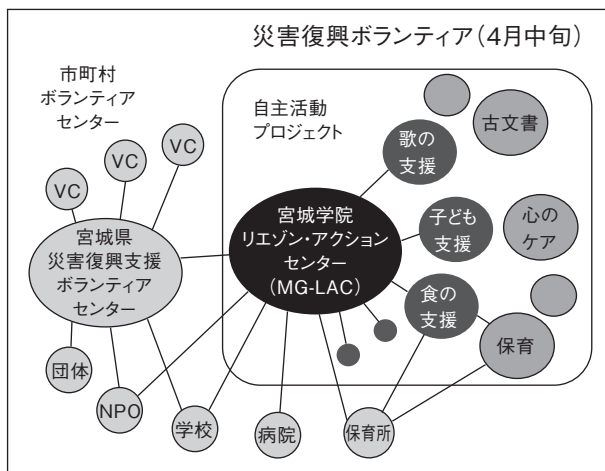 災害復興ボランティア（4月中旬）
市町村
ボランティア
センター
VC
VC
VC
自主活動
プロジェクト
古文書
歌の
支援
宮城県
災害復興支援
ボランティア
センター
宮城学院
リエゾン・アクション
センター
（MG-LAC）
子ども
支援
心の
ケア
食の
支援
保育
団体
NPO
学校
病院
保育所